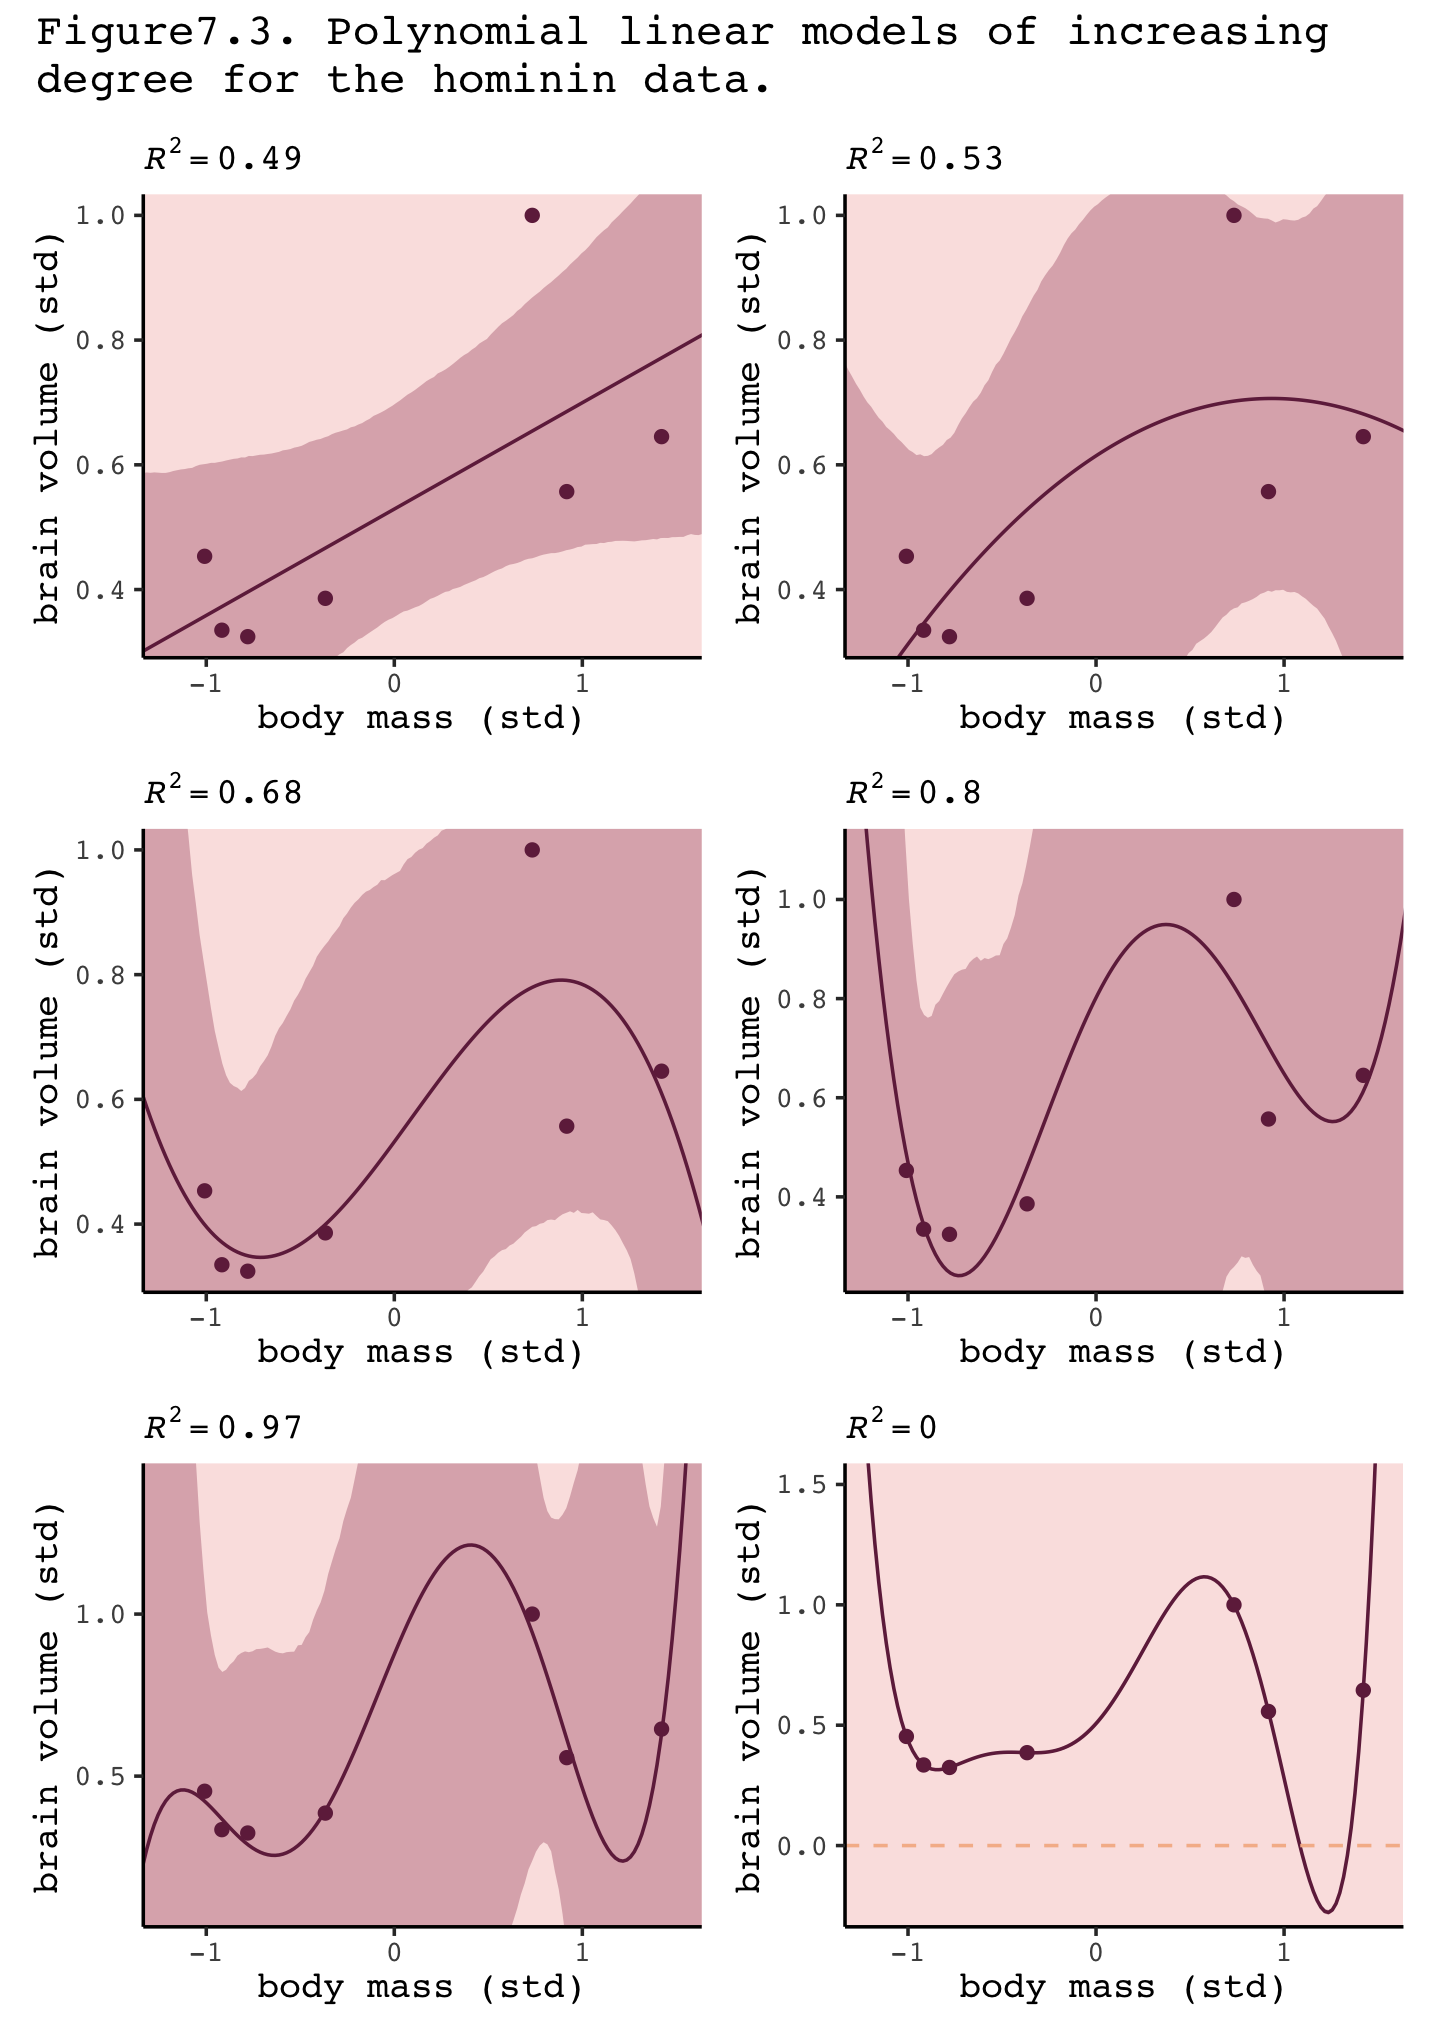 Figure7.3. Polynomial linear models of increasing
degree for the hominin data.
R²=0.49
R²=0.53
brain volume (std)
1.0
0.8
0.6
0.4
−1
0
1
body mass (std)
brain volume (std)
1.0
0.8
0.6
0.4
−1
0
1
body mass (std)
R²=0.68
R²=0.8
brain volume (std)
1.0
0.8
0.6
0.4
−1
0
1
body mass (std)
brain volume (std)
1.0
0.8
0.6
0.4
−1
0
1
body mass (std)
R²=0.97
R²=0
brain volume (std)
1.0
0.5
−1
0
1
body mass (std)
brain volume (std)
1.5
1.0
0.5
0.0
−1
0
1
body mass (std)